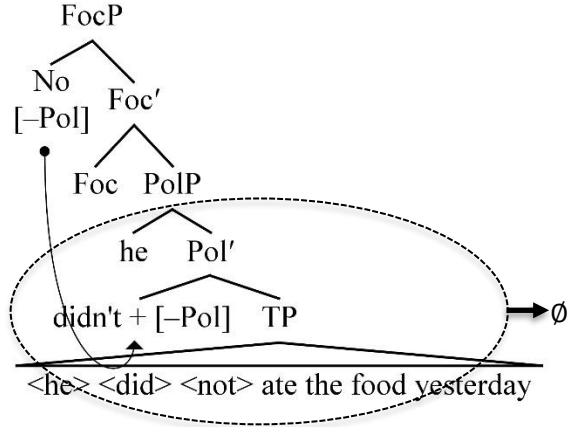 FocP
No Foc′
[–Pol]
Foc PolP
he Pol′
didn't + [–Pol] TP
<he> <did> <not> ate the food yesterday
∅